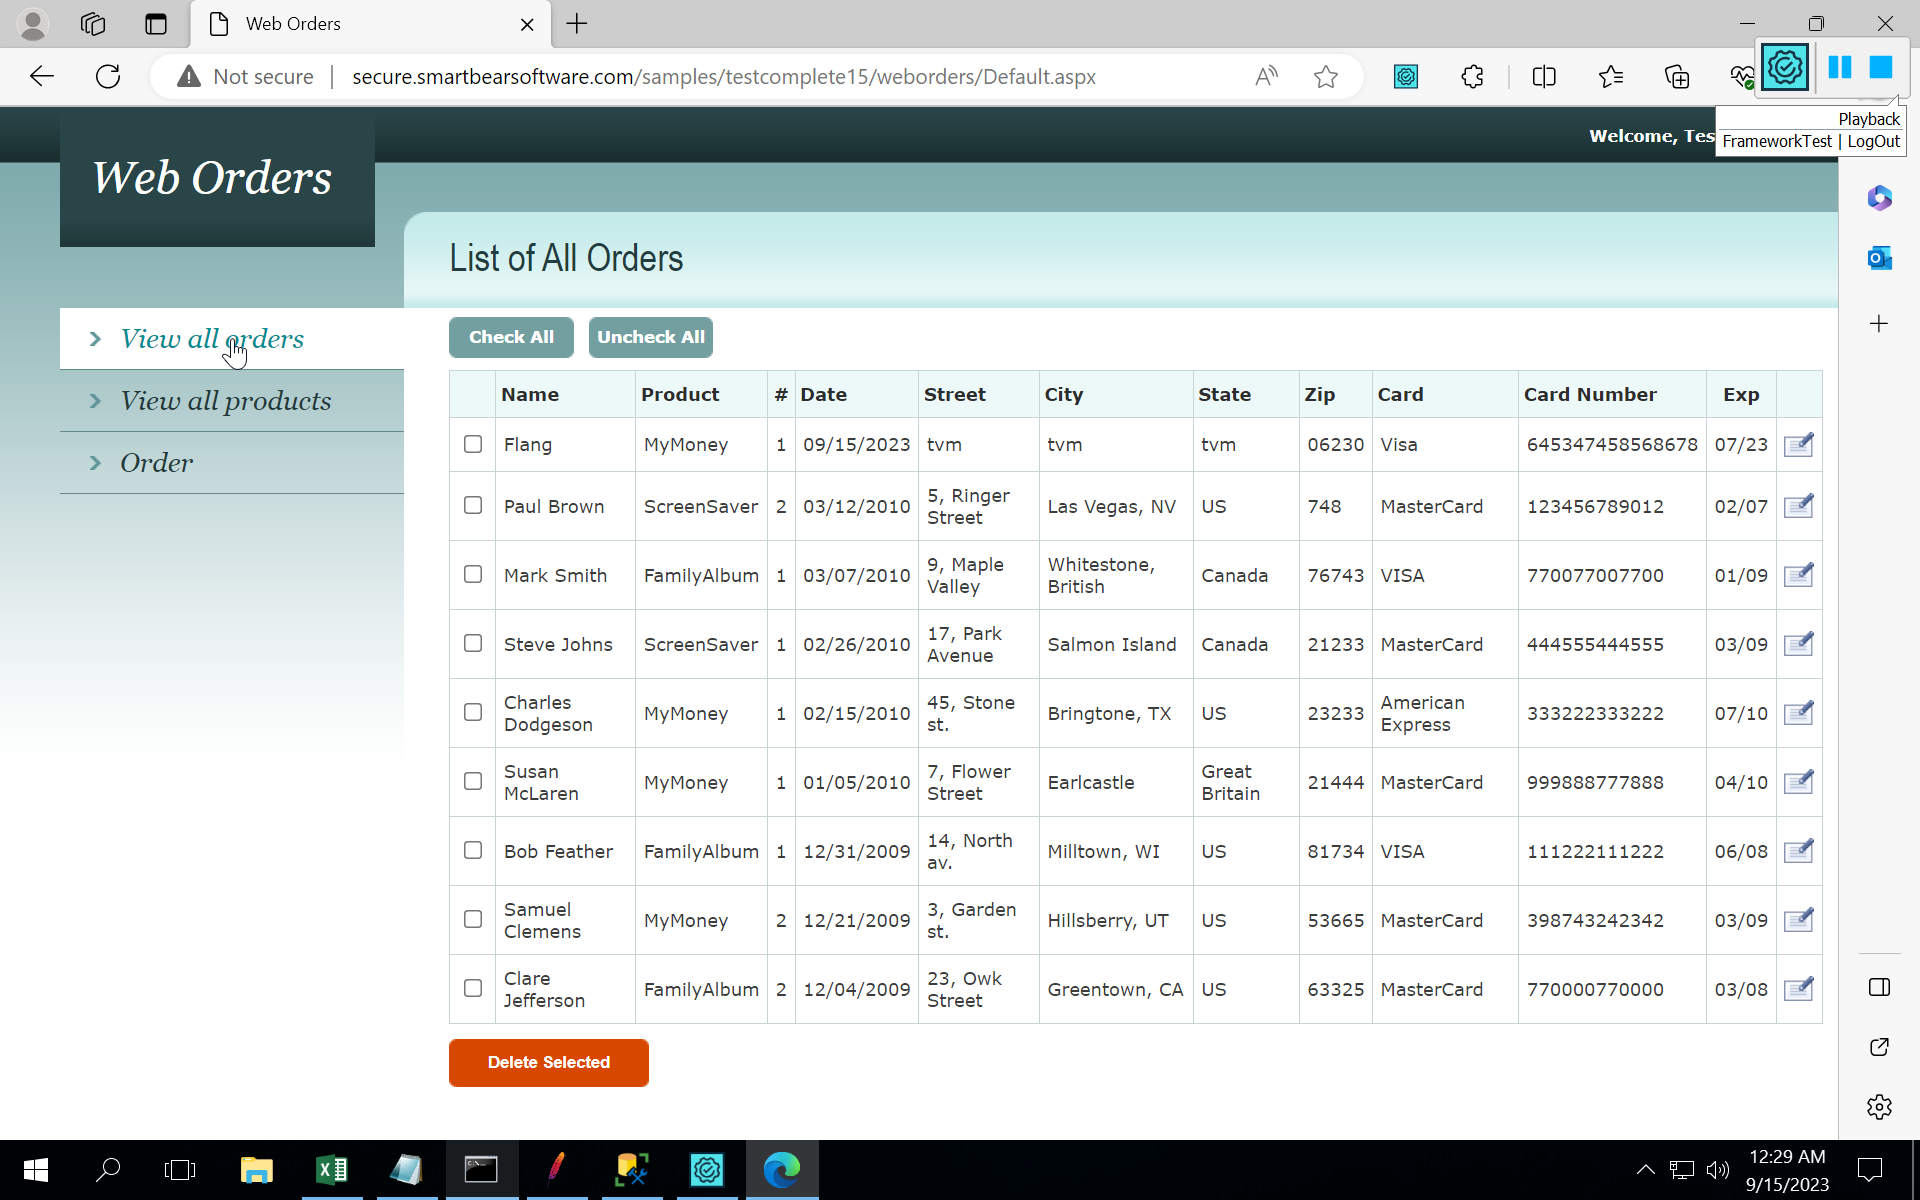 Web Orders
Not secure
secure.smartbearsoftware.com/samples/testcomplete15/weborders/Default.aspx
Playback
FrameworkTest | LogOut
Welcome, Tes
Web Orders
List of All Orders
View all orders
View all products
Order
Check All
Uncheck All
Name Product # Date Street City State Zip Card Card Number Exp
Flang MyMoney 1 09/15/2023 tvm tvm tvm 06230 Visa 645347458568678 07/23
Paul Brown ScreenSaver 2 03/12/2010 5, Ringer Street Las Vegas, NV US 748 MasterCard 123456789012 02/07
Mark Smith FamilyAlbum 1 03/07/2010 9, Maple Valley Whitestone, British Canada 76743 VISA 770077007700 01/09
Steve Johns ScreenSaver 1 02/26/2010 17, Park Avenue Salmon Island Canada 21233 MasterCard 444555444555 03/09
Charles Dodgeson MyMoney 1 02/15/2010 45, Stone st. Bringtone, TX US 23233 American Express 333222333222 07/10
Susan McLaren MyMoney 1 01/05/2010 7, Flower Street Earlcastle Great Britain 21444 MasterCard 999888777888 04/10
Bob Feather FamilyAlbum 1 12/31/2009 14, North av. Milltown, WI US 81734 VISA 111222111222 06/08
Samuel Clemens MyMoney 2 12/21/2009 3, Garden st. Hillsberry, UT US 53665 MasterCard 398743242342 03/09
Clare Jefferson FamilyAlbum 2 12/04/2009 23, Owk Street Greentown, CA US 63325 MasterCard 770000770000 03/08
Delete Selected
12:29 AM
9/15/2023